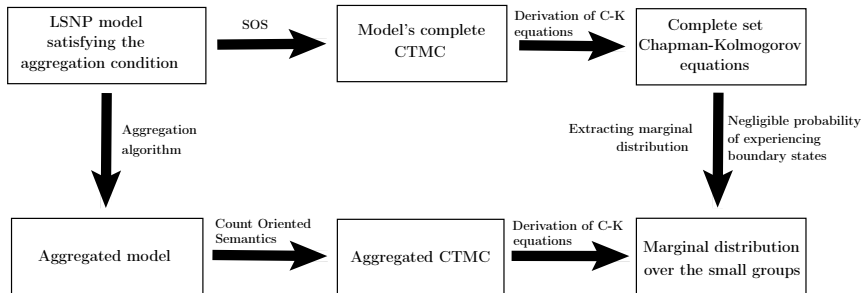 LSNP model
satisfying the
aggregation condition
SOS
Model's complete
CTMC
Derivation of C-K
equations
Complete set
Chapman-Kolmogorov
equations
Aggregation
algorithm
Extracting marginal
distribution
Negligible probability
of experiencing
boundary states
Aggregated model
Count Oriented
Semantics
Aggregated CTMC
Derivation of C-K
equations
Marginal distribution
over the small groups